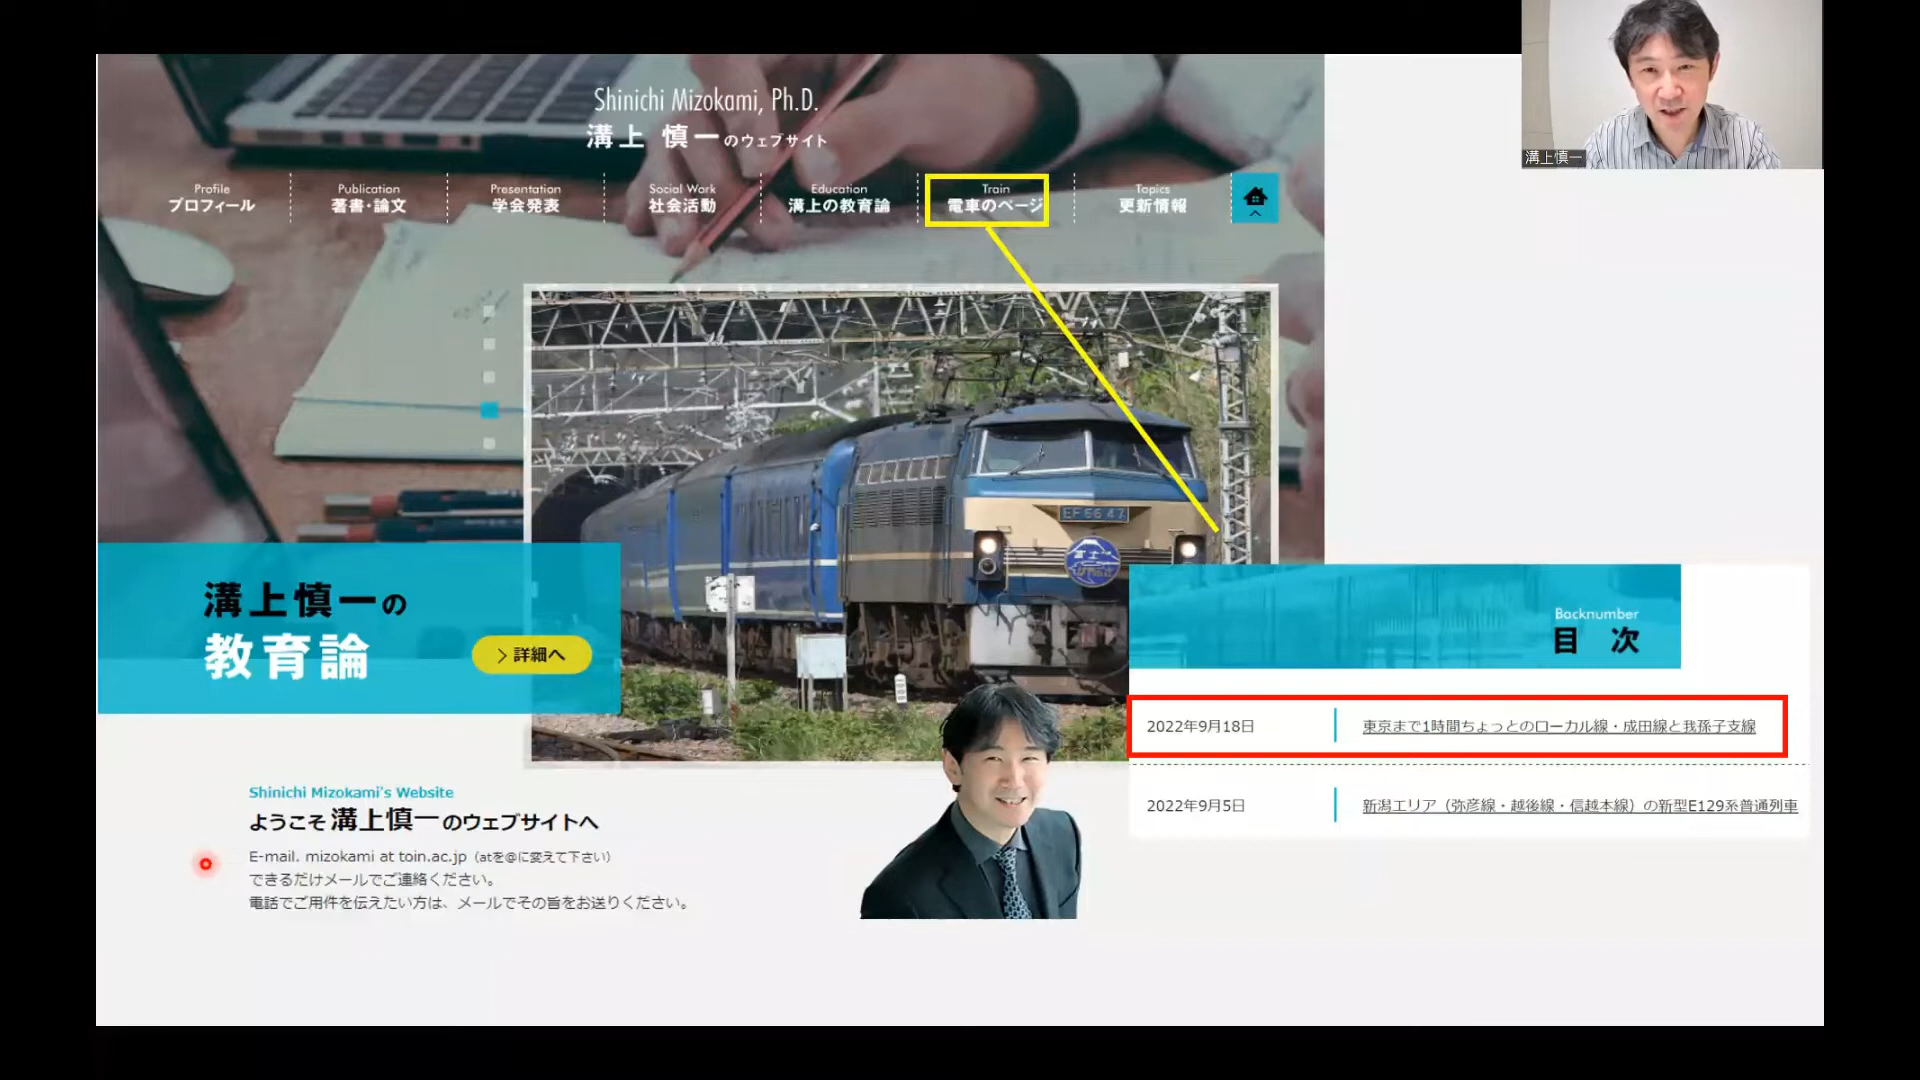 Shinichi Mizokami, Ph.D.
溝上 慎一のウェブサイト
Profile
プロフィール
Publication
著書・論文
Presentation
学会発表
Social Work
社会活動
Education
溝上の教育論
Train
電車のページ
Topics
更新情報
溝上慎一
EF 66 47
富士
はやぶさ
溝上慎一の
教育論
> 詳細へ
Backnumber
目 次
2022年9月18日
東京まで1時間ちょっとのローカル線・成田線と我孫子支線
2022年9月5日
新潟エリア（弥彦線・越後線・信越本線）の新型E129系普通列車
Shinichi Mizokami's Website
ようこそ溝上慎一のウェブサイトへ
E-mail. mizokami at toin.ac.jp（atを@に変えて下さい）
できるだけメールでご連絡ください。
電話でご用件を伝えたい方は、メールでその旨をお送りください。